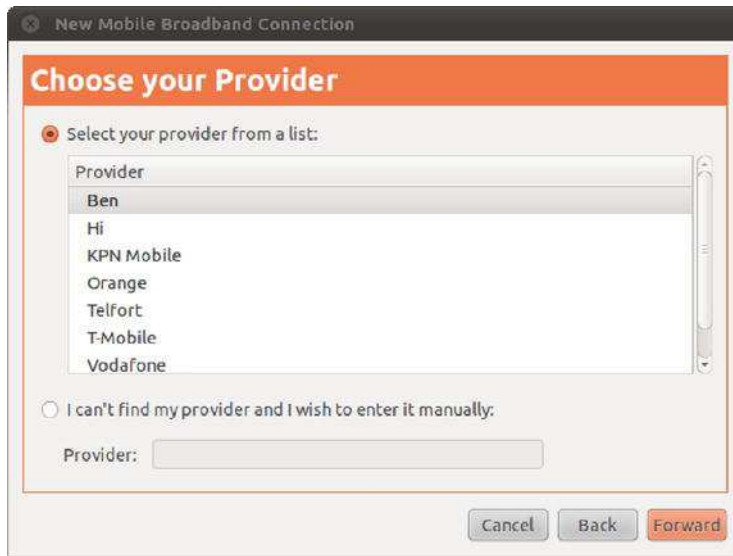 New Mobile Broadband Connection
Choose your Provider
Select your provider from a list:
Provider
Ben
Hi
KPN Mobile
Orange
Telfort
T-Mobile
Vodafone
I can't find my provider and I wish to enter it manually:
Provider:
Cancel Back Forward